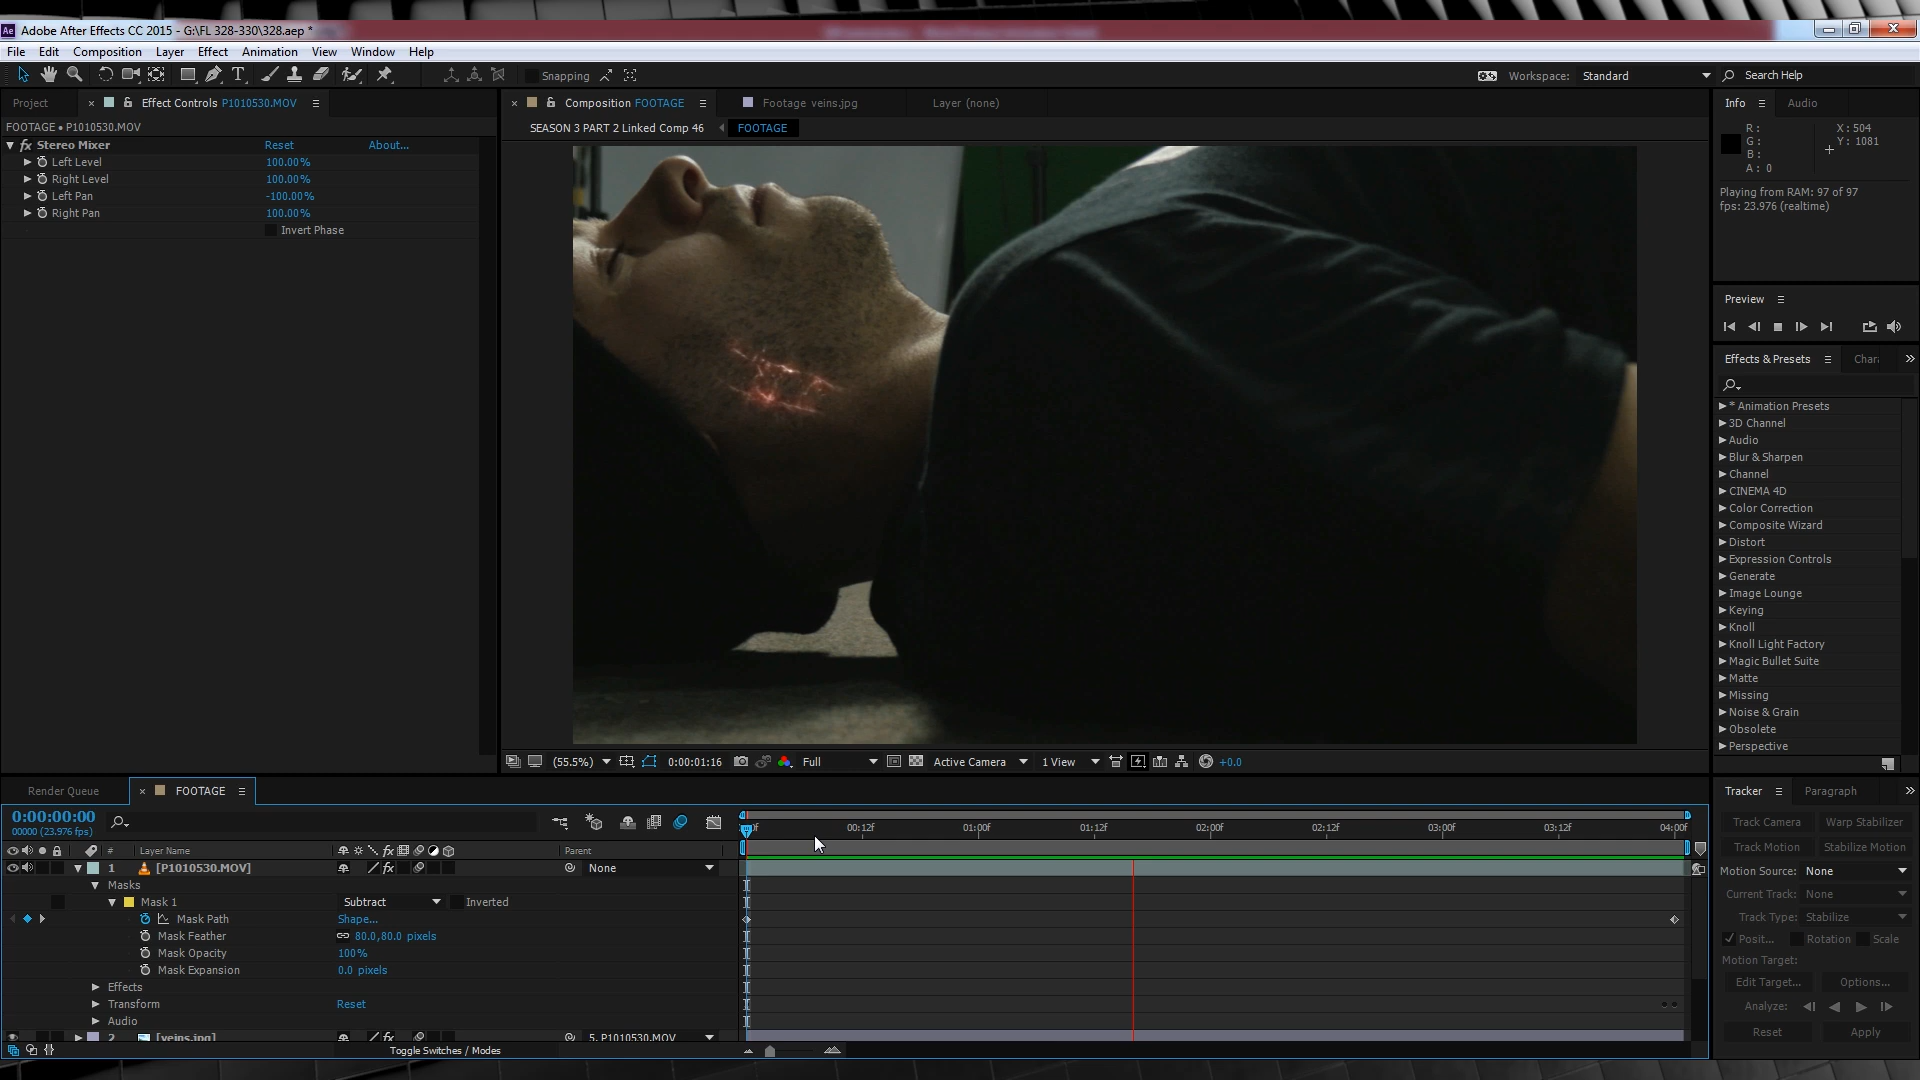 Adobe After Effects CC 2015 - G:\FL 328-330\328.aep *
File Edit Composition Layer Effect Animation View Window Help
Snapping Workspace: Standard Search Help
Project Effect Controls P1010530.MOV
FOOTAGE • P1010530.MOV
fx Stereo Mixer Reset About...
Left Level 100.00%
Right Level 100.00%
Left Pan -100.00%
Right Pan 100.00%
Invert Phase
Composition FOOTAGE Footage veins.jpg Layer (none)
SEASON 3 PART 2 Linked Comp 46 FOOTAGE
(55.5%) 0:00:01:16 Full Active Camera 1 View +0.0
Info Audio
R : X : 504
G : Y : 1081
B :
A : 0
Playing from RAM: 97 of 97
fps: 23.976 (realtime)
Preview
Effects & Presets Chara
* Animation Presets
3D Channel
Audio
Blur & Sharpen
Channel
CINEMA 4D
Color Correction
Composite Wizard
Distort
Expression Controls
Generate
Image Lounge
Keying
Knoll
Knoll Light Factory
Magic Bullet Suite
Matte
Missing
Noise & Grain
Obsolete
Perspective
Render Queue FOOTAGE
0:00:00:00
00000 (23.976 fps)
00:12f 01:00f 01:12f 02:00f 02:12f 03:00f 03:12f 04:00f
# Layer Name Parent
1 [P1010530.MOV] None
Masks
Mask 1 Subtract Inverted
Mask Path Shape...
Mask Feather 80.0,80.0 pixels
Mask Opacity 100%
Mask Expansion 0.0 pixels
Effects
Transform Reset
Audio
2 [veins.jpg] 5. P1010530.MOV
Toggle Switches / Modes
Tracker Paragraph
Track Camera Warp Stabilizer
Track Motion Stabilize Motion
Motion Source: None
Current Track: None
Track Type: Stabilize
Posit... Rotation Scale
Motion Target:
Edit Target... Options...
Analyze:
Reset Apply